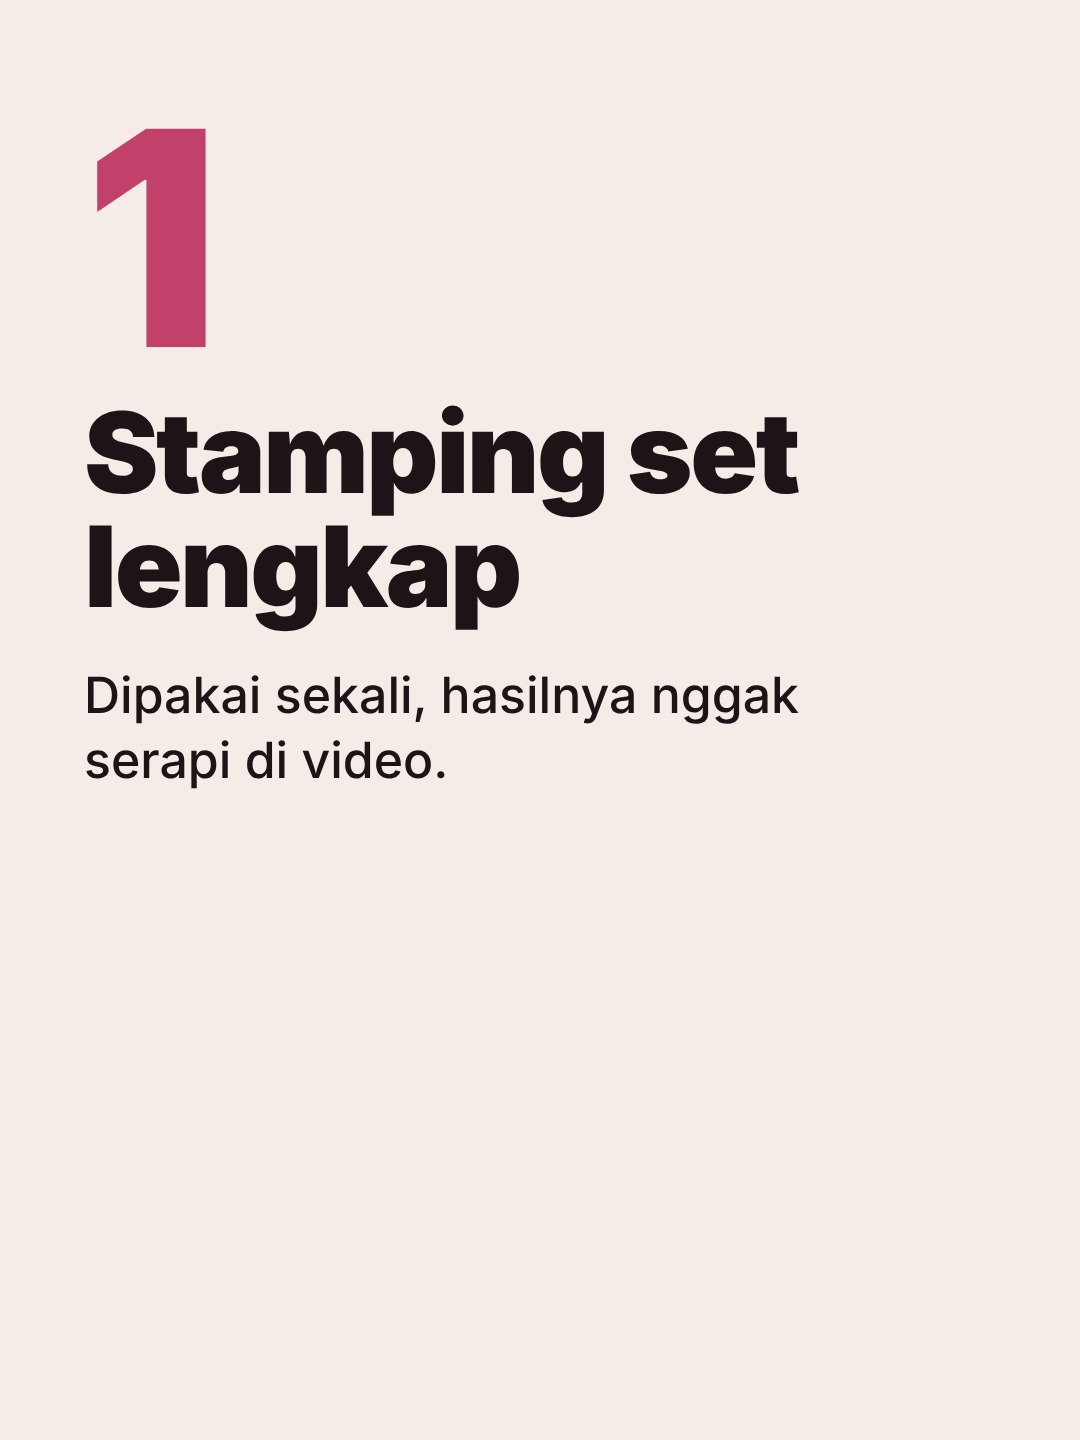 1
Stamping set
lengkap
Dipakai sekali, hasilnya nggak
serapi di video.